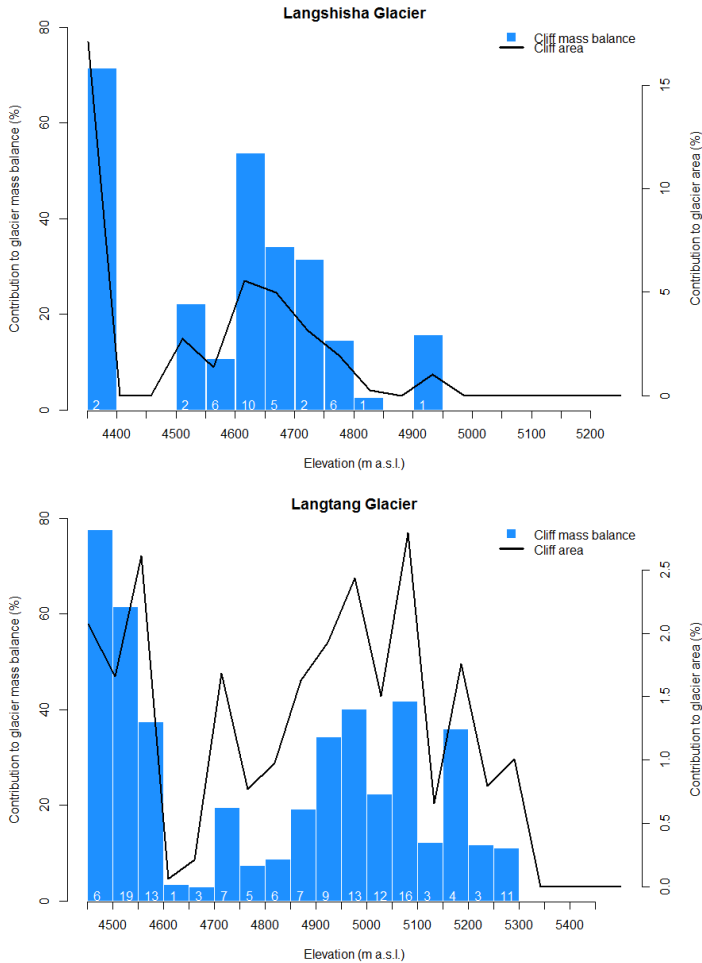 Langshisha Glacier
Cliff mass balance
Cliff area
Contribution to glacier mass balance (%)
0 20 40 60 80
Contribution to glacier area (%)
0 5 10 15
2 2 6 10 5 2 6 1 1
4400 4500 4600 4700 4800 4900 5000 5100 5200
Elevation (m a.s.l.)
Langtang Glacier
Cliff mass balance
Cliff area
Contribution to glacier mass balance (%)
0 20 40 60 80
Contribution to glacier area (%)
0.0 0.5 1.0 1.5 2.0 2.5
6 19 13 1 3 7 5 6 7 9 13 12 16 3 4 3 11
4500 4600 4700 4800 4900 5000 5100 5200 5300 5400
Elevation (m a.s.l.)